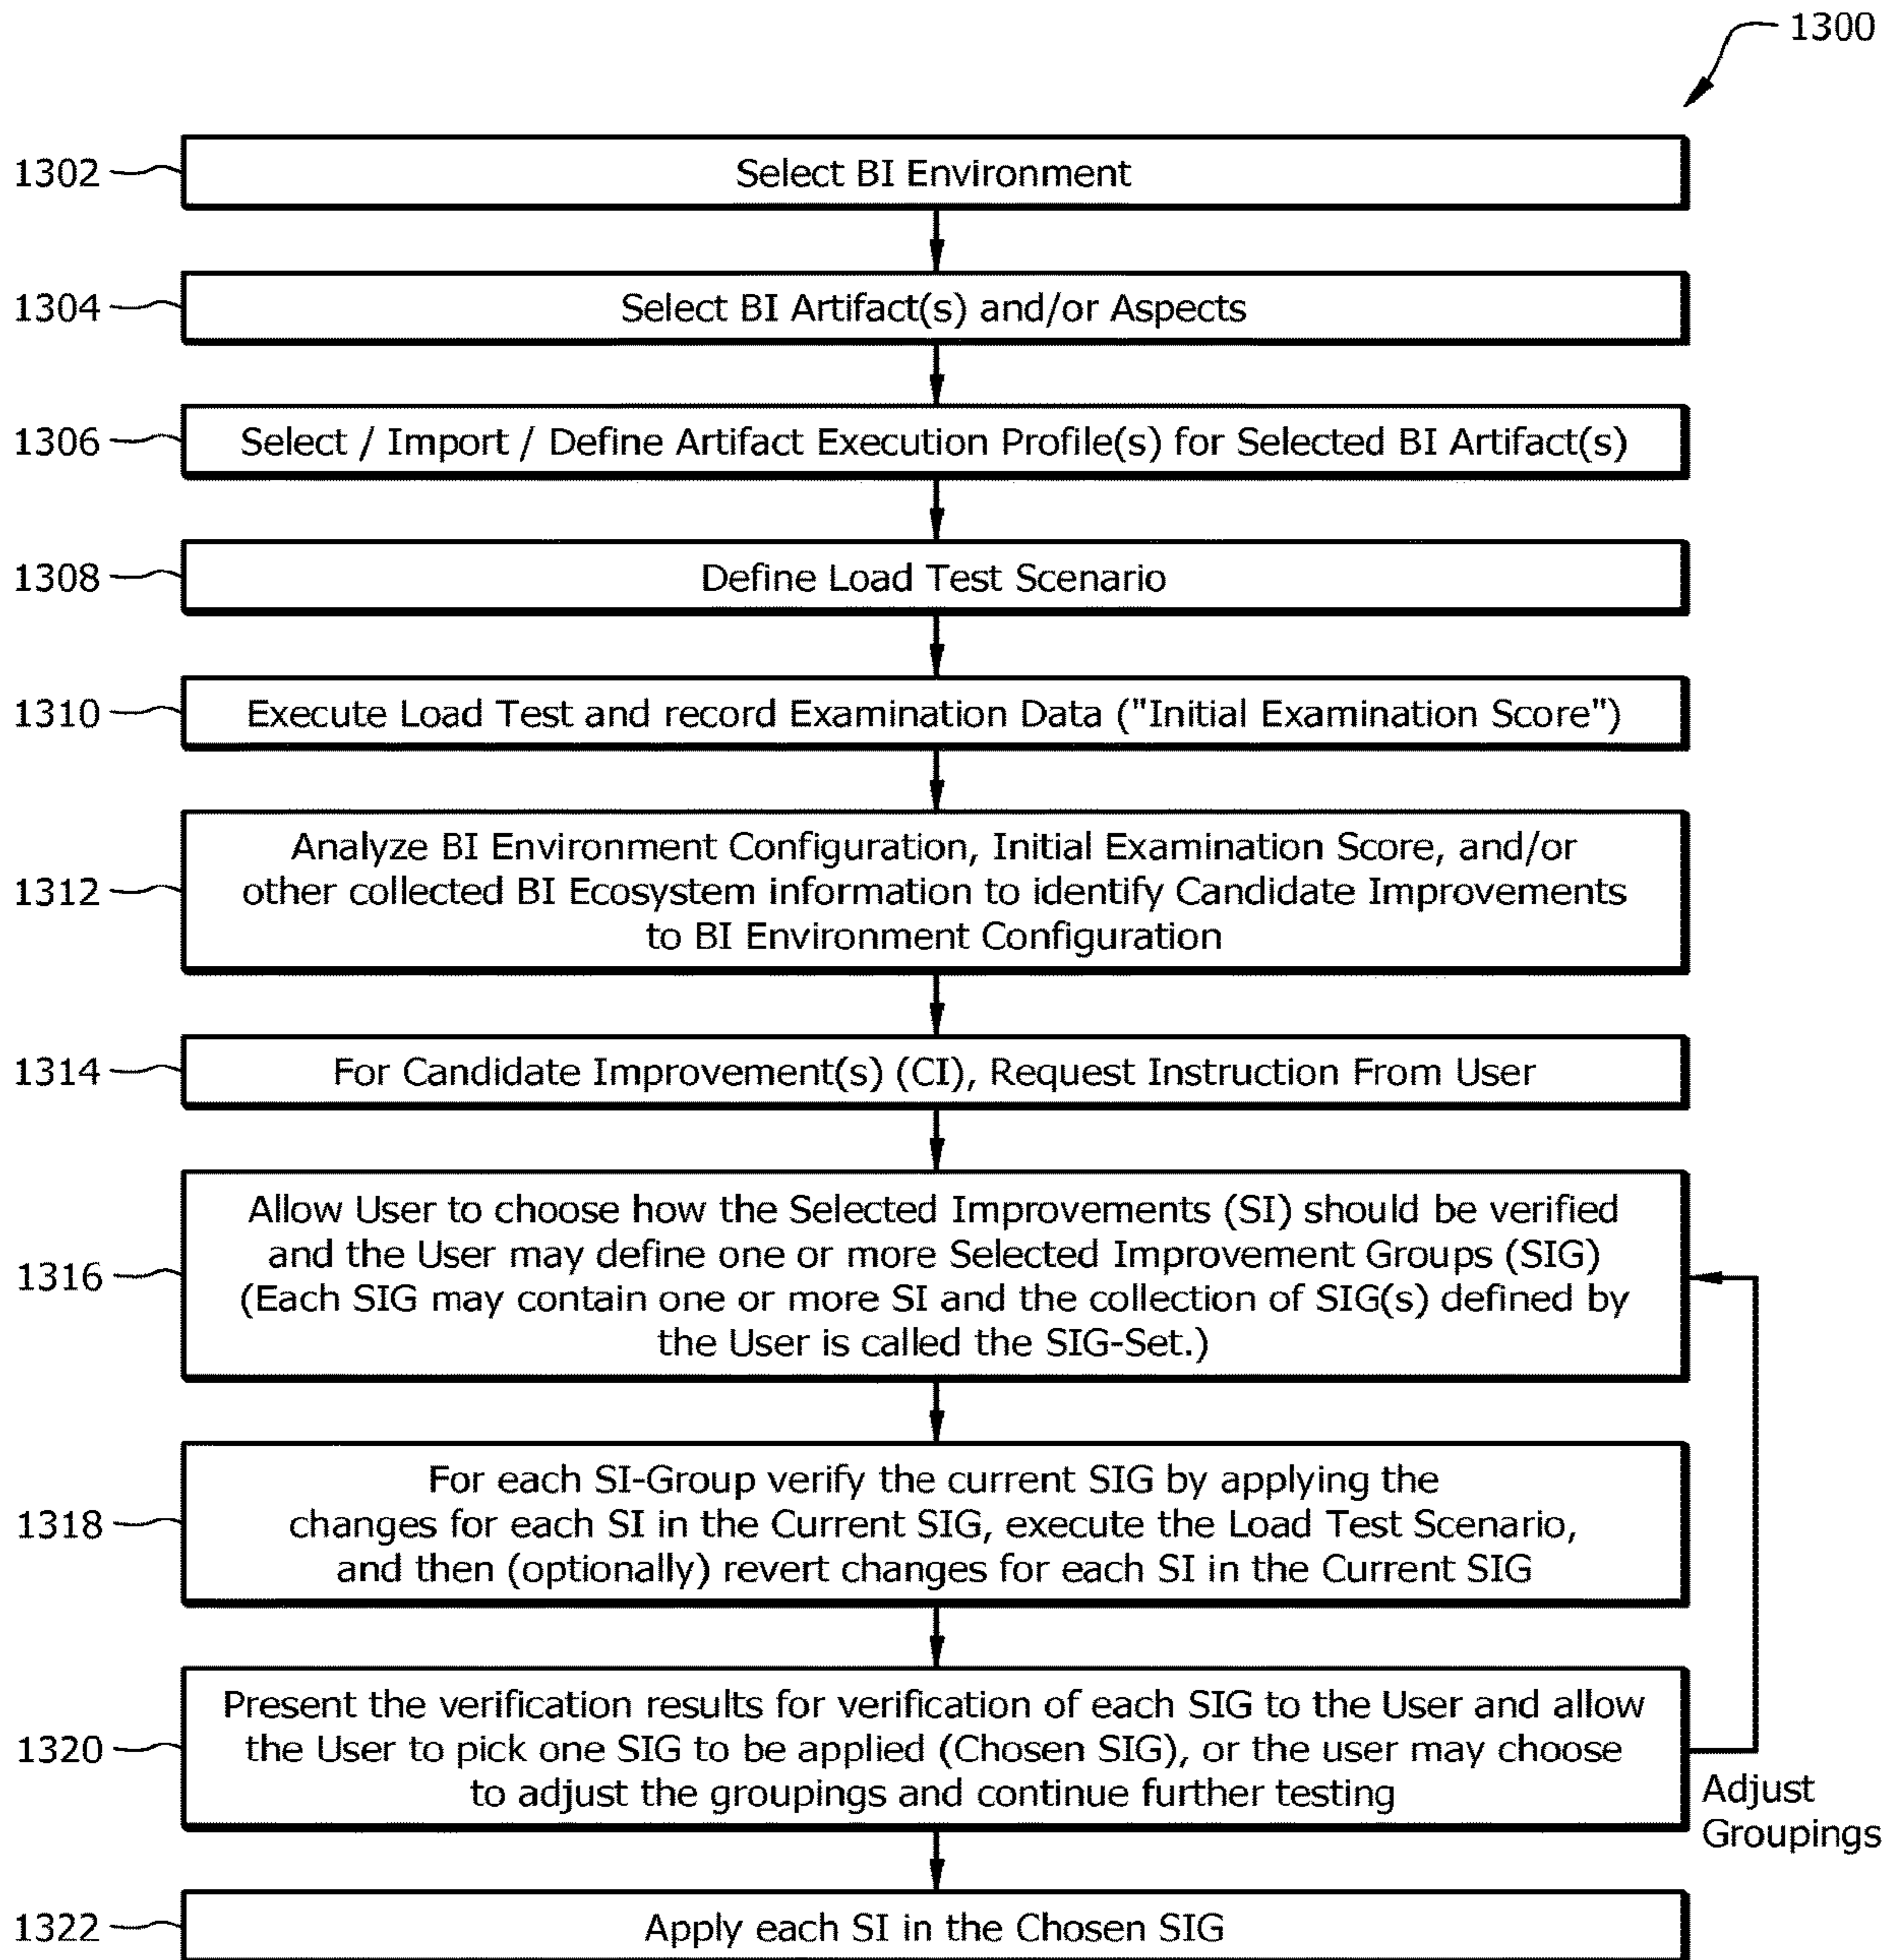 1300
1302
Select BI Environment
1304
Select BI Artifact(s) and/or Aspects
1306
Select / Import / Define Artifact Execution Profile(s) for Selected BI Artifact(s)
1308
Define Load Test Scenario
1310
Execute Load Test and record Examination Data ("Initial Examination Score")
1312
Analyze BI Environment Configuration, Initial Examination Score, and/or
other collected BI Ecosystem information to identify Candidate Improvements
to BI Environment Configuration
1314
For Candidate Improvement(s) (CI), Request Instruction From User
1316
Allow User to choose how the Selected Improvements (SI) should be verified
and the User may define one or more Selected Improvement Groups (SIG)
(Each SIG may contain one or more SI and the collection of SIG(s) defined by
the User is called the SIG-Set.)
1318
For each SI-Group verify the current SIG by applying the
changes for each SI in the Current SIG, execute the Load Test Scenario,
and then (optionally) revert changes for each SI in the Current SIG
1320
Present the verification results for verification of each SIG to the User and allow
the User to pick one SIG to be applied (Chosen SIG), or the user may choose
to adjust the groupings and continue further testing
Adjust
Groupings
1322
Apply each SI in the Chosen SIG